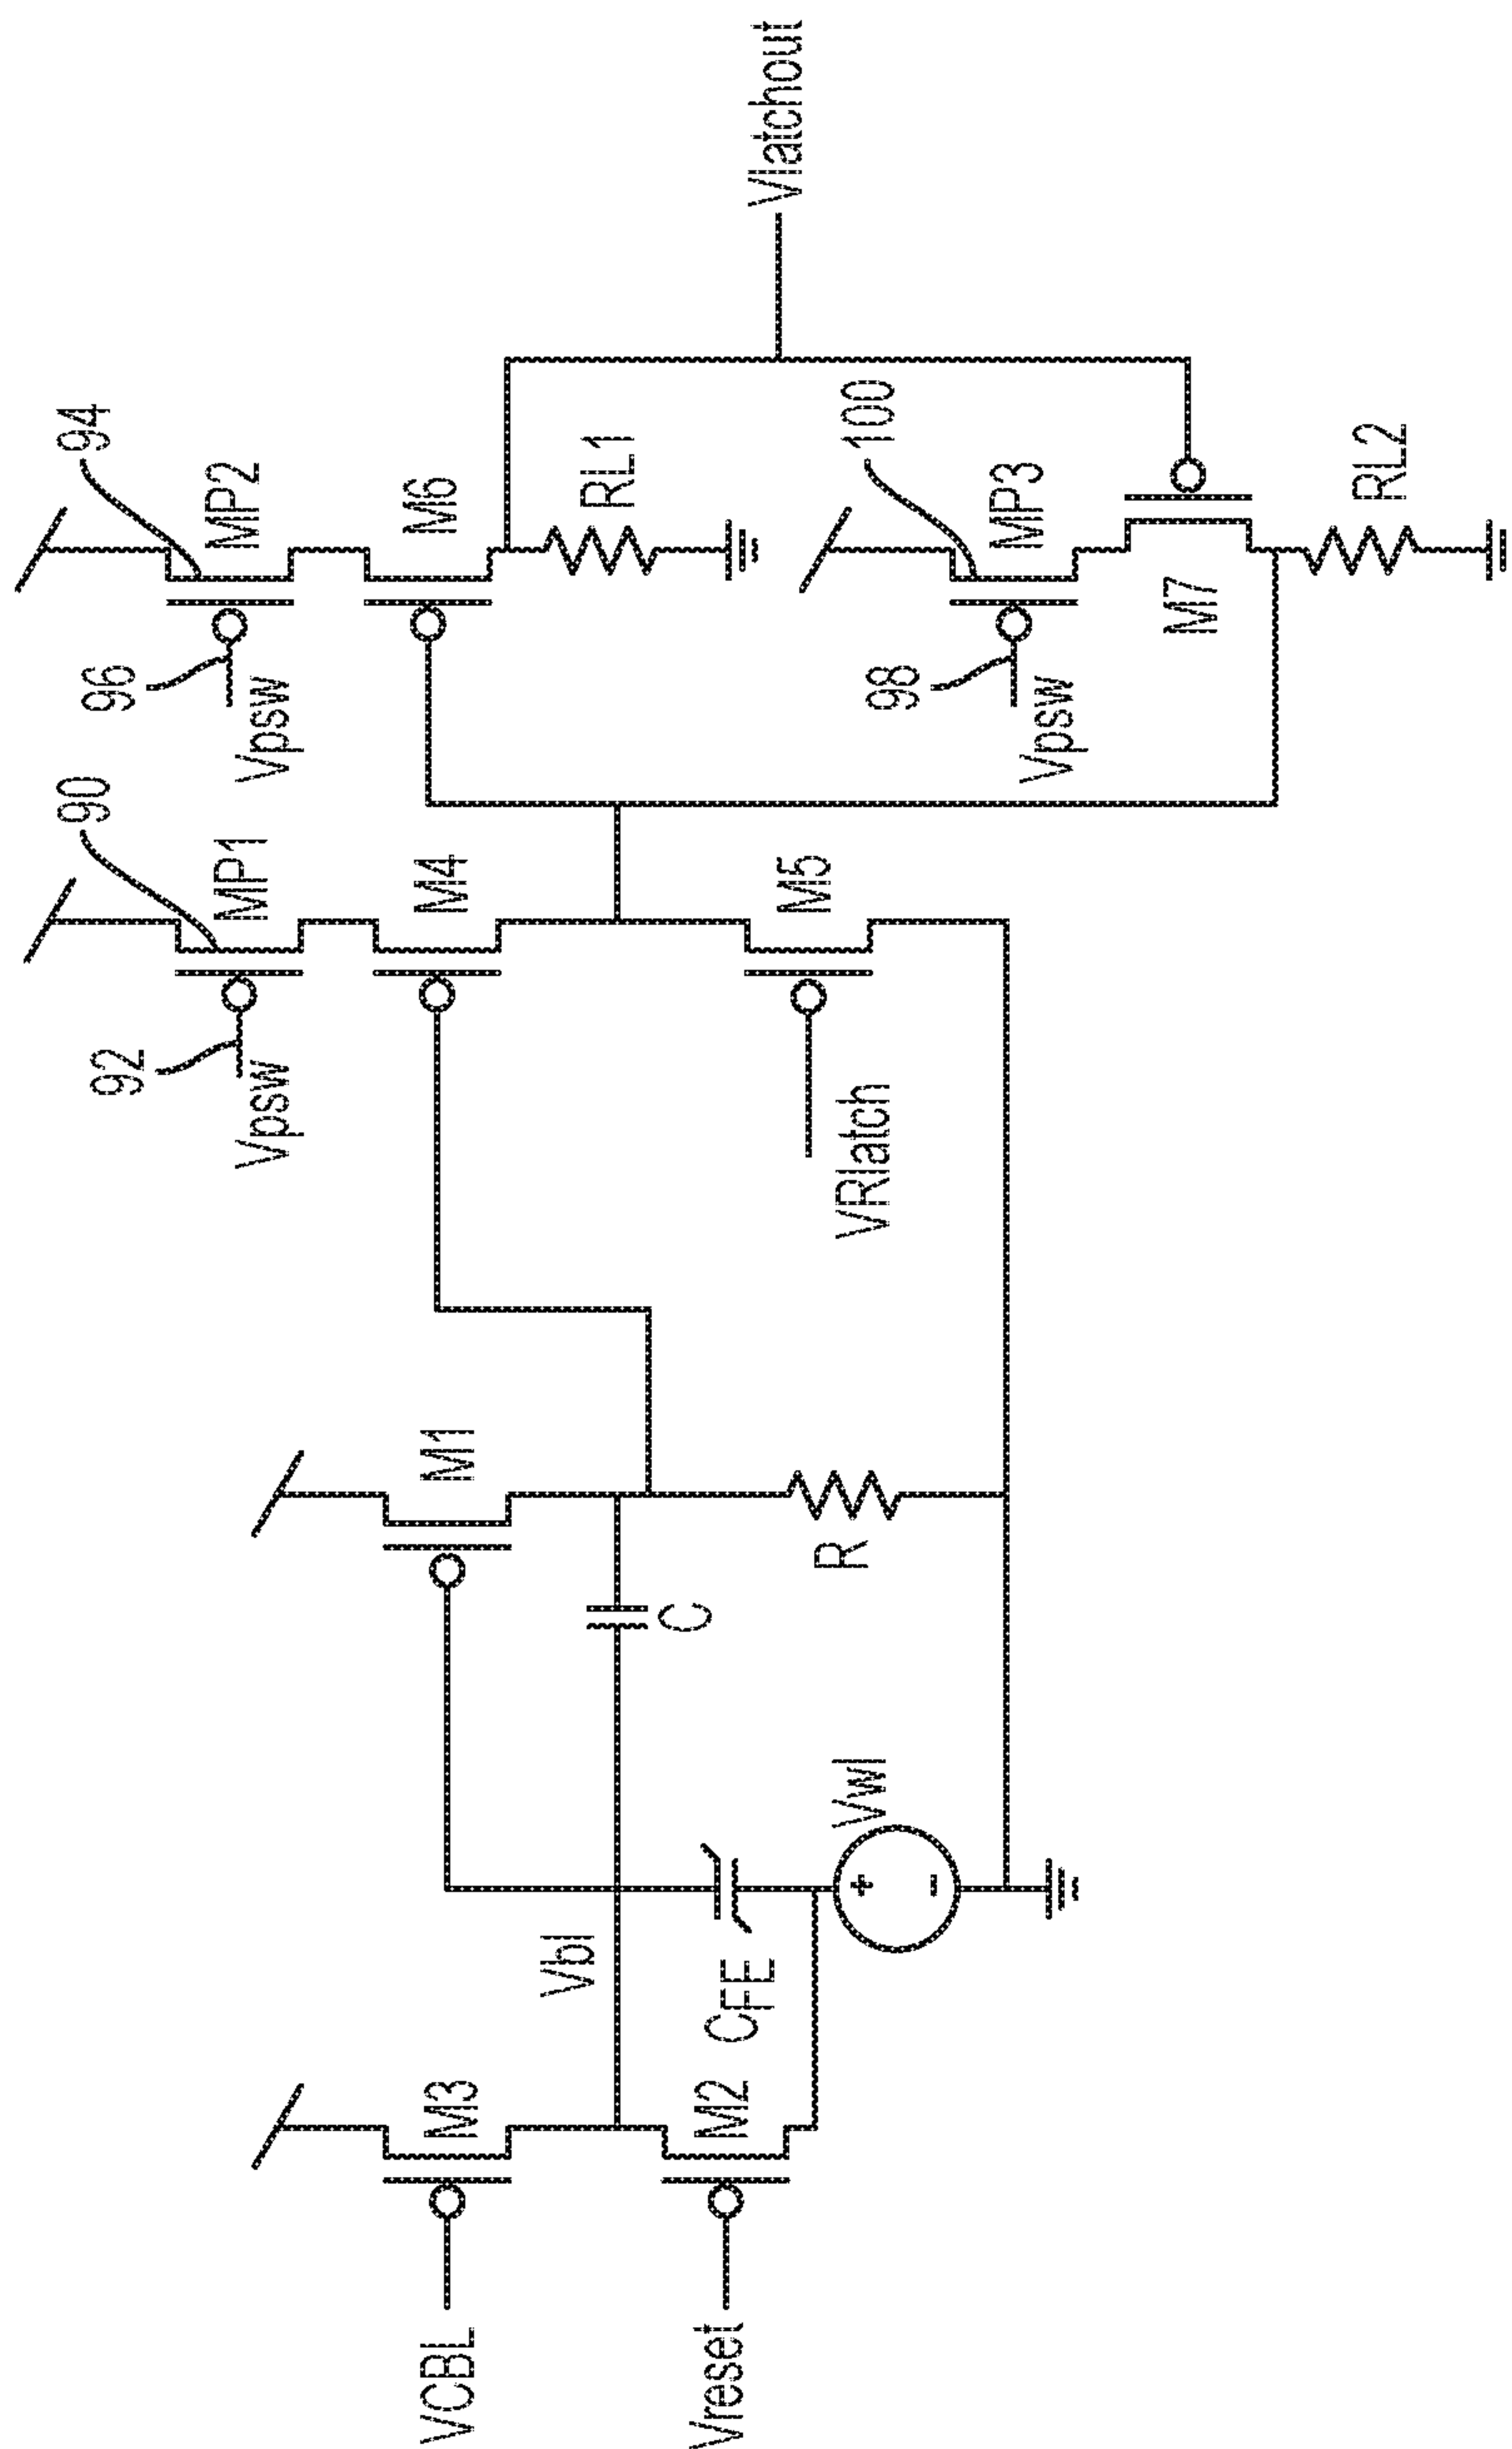 94
MP2
96
Vpsw
M6
RL1
Vlatchout
90
MP1
92
Vpsw
M4
M5
VRlatch
100
MP3
98
Vpsw
M7
RL2
M1
C
R
VCBL
M3
Vbl
Vreset
M2
CFE
Vwl
+
-